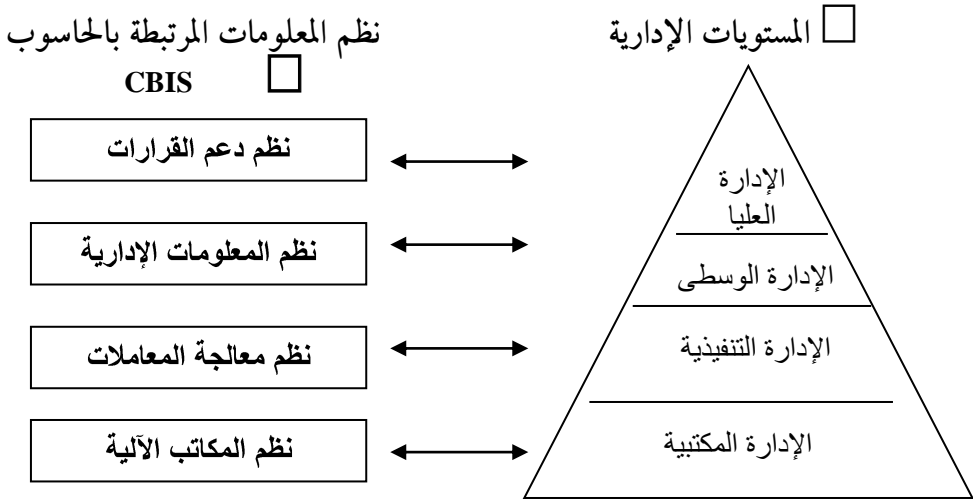 المستويات الإدارية
نظم المعلومات المرتبطة بالحاسوب
CBIS
نظم دعم القرارات
الإدارة
العليا
نظم المعلومات الإدارية
الإدارة الوسطى
نظم معالجة المعاملات
الإدارة التنفيذية
نظم المكاتب الآلية
الإدارة المكتبية